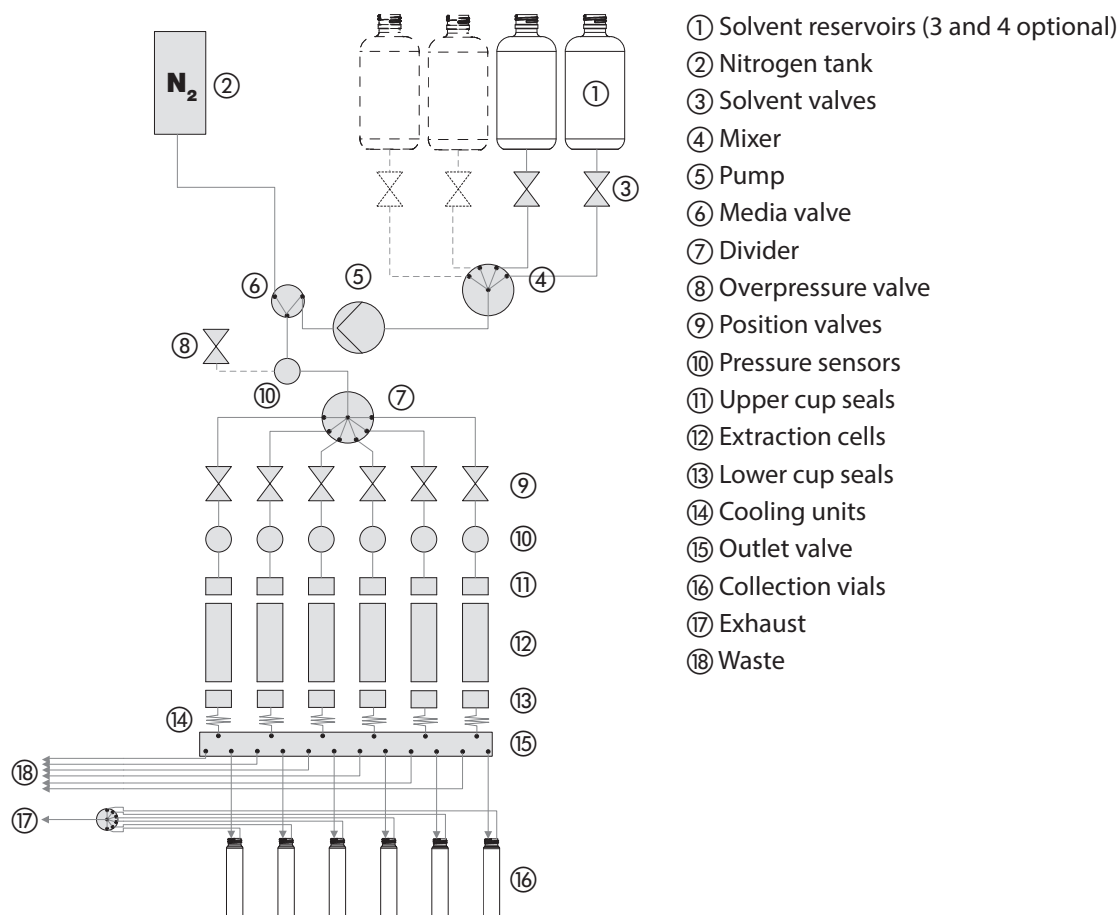 N2
②
①
③
④
⑤
⑥
⑧
⑩
⑦
⑨
⑩
⑪
⑫
⑬
⑭
⑮
⑱
⑰
⑯
① Solvent reservoirs (3 and 4 optional)
② Nitrogen tank
③ Solvent valves
④ Mixer
⑤ Pump
⑥ Media valve
⑦ Divider
⑧ Overpressure valve
⑨ Position valves
⑩ Pressure sensors
⑪ Upper cup seals
⑫ Extraction cells
⑬ Lower cup seals
⑭ Cooling units
⑮ Outlet valve
⑯ Collection vials
⑰ Exhaust
⑱ Waste